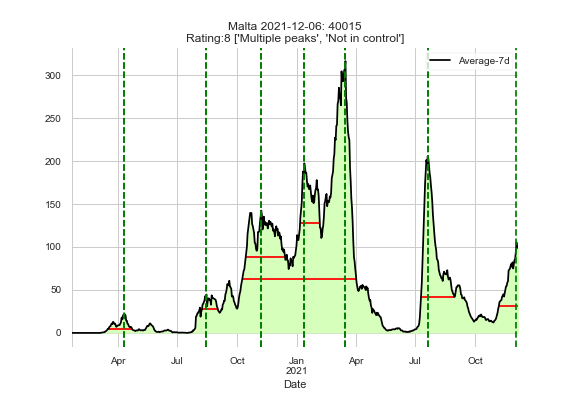 Malta 2021-12-06: 40015
Rating:8 ['Multiple peaks', 'Not in control']
Average-7d
300
250
200
150
100
50
0
Apr Jul Oct Jan Apr Jul Oct
2021
Date